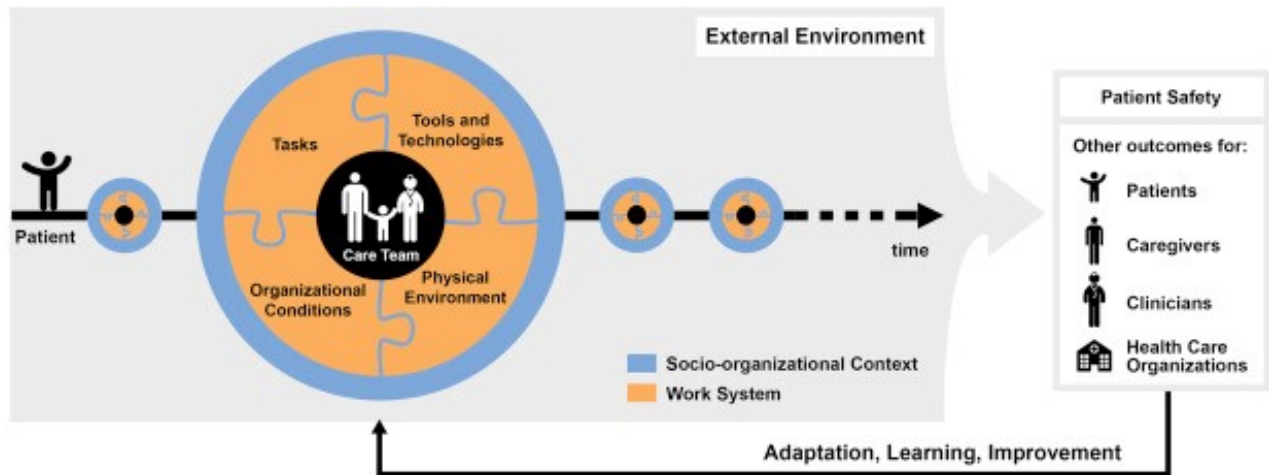 External Environment
Tasks
Tools and
Technologies
Patient
Care Team
Organizational
Conditions
Physical
Environment
time
Socio-organizational Context
Work System
Patient Safety
Other outcomes for:
Patients
Caregivers
Clinicians
Health Care
Organizations
Adaptation, Learning, Improvement